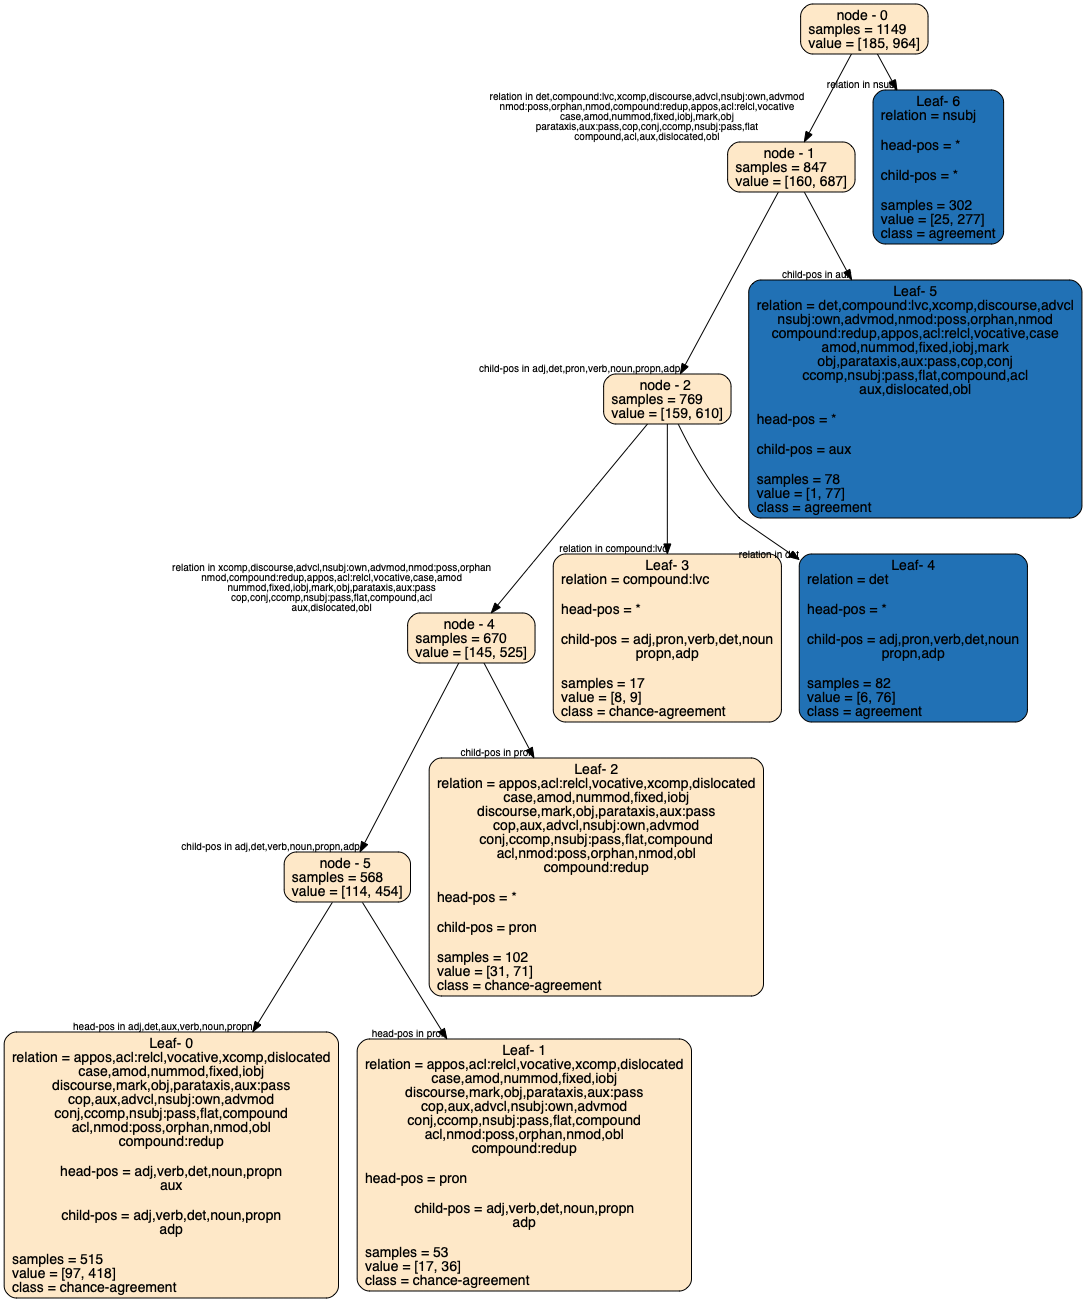 node - 0
samples = 1149
value = [185, 964]
relation in nsubj
relation in det,compound:lvc,xcomp,discourse,advcl,nsubj:own,advmod
nmod:poss,orphan,nmod,compound:redup,appos,acl:relcl,vocative
case,amod,nummod,fixed,iobj,mark,obj
parataxis,aux:pass,cop,conj,ccomp,nsubj:pass,flat
compound,acl,aux,dislocated,obl
Leaf- 6
relation = nsubj
head-pos = *
child-pos = *
samples = 302
value = [25, 277]
class = agreement
node - 1
samples = 847
value = [160, 687]
child-pos in aux
Leaf- 5
relation = det,compound:lvc,xcomp,discourse,advcl
nsubj:own,advmod,nmod:poss,orphan,nmod
compound:redup,appos,acl:relcl,vocative,case
amod,nummod,fixed,iobj,mark
obj,parataxis,aux:pass,cop,conj
ccomp,nsubj:pass,flat,compound,acl
aux,dislocated,obl
head-pos = *
child-pos = aux
samples = 78
value = [1, 77]
class = agreement
child-pos in adj,det,pron,verb,noun,propn,adp
node - 2
samples = 769
value = [159, 610]
relation in xcomp,discourse,advcl,nsubj:own,advmod,nmod:poss,orphan
nmod,compound:redup,appos,acl:relcl,vocative,case,amod
nummod,fixed,iobj,mark,obj,parataxis,aux:pass
cop,conj,ccomp,nsubj:pass,flat,compound,acl
aux,dislocated,obl
relation in compound:lvc
Leaf- 3
relation = compound:lvc
head-pos = *
child-pos = adj,pron,verb,det,noun
propn,adp
samples = 17
value = [8, 9]
class = chance-agreement
relation in det
Leaf- 4
relation = det
head-pos = *
child-pos = adj,pron,verb,det,noun
propn,adp
samples = 82
value = [6, 76]
class = agreement
node - 4
samples = 670
value = [145, 525]
child-pos in pron
Leaf- 2
relation = appos,acl:relcl,vocative,xcomp,dislocated
case,amod,nummod,fixed,iobj
discourse,mark,obj,parataxis,aux:pass
cop,aux,advcl,nsubj:own,advmod
conj,ccomp,nsubj:pass,flat,compound
acl,nmod:poss,orphan,nmod,obl
compound:redup
head-pos = *
child-pos = pron
samples = 102
value = [31, 71]
class = chance-agreement
child-pos in adj,det,verb,noun,propn,adp
node - 5
samples = 568
value = [114, 454]
head-pos in adj,det,aux,verb,noun,propn
Leaf- 0
relation = appos,acl:relcl,vocative,xcomp,dislocated
case,amod,nummod,fixed,iobj
discourse,mark,obj,parataxis,aux:pass
cop,aux,advcl,nsubj:own,advmod
conj,ccomp,nsubj:pass,flat,compound
acl,nmod:poss,orphan,nmod,obl
compound:redup
head-pos = adj,verb,det,noun,propn
aux
child-pos = adj,verb,det,noun,propn
adp
samples = 515
value = [97, 418]
class = chance-agreement
head-pos in pron
Leaf- 1
relation = appos,acl:relcl,vocative,xcomp,dislocated
case,amod,nummod,fixed,iobj
discourse,mark,obj,parataxis,aux:pass
cop,aux,advcl,nsubj:own,advmod
conj,ccomp,nsubj:pass,flat,compound
acl,nmod:poss,orphan,nmod,obl
compound:redup
head-pos = pron
child-pos = adj,verb,det,noun,propn
adp
samples = 53
value = [17, 36]
class = chance-agreement